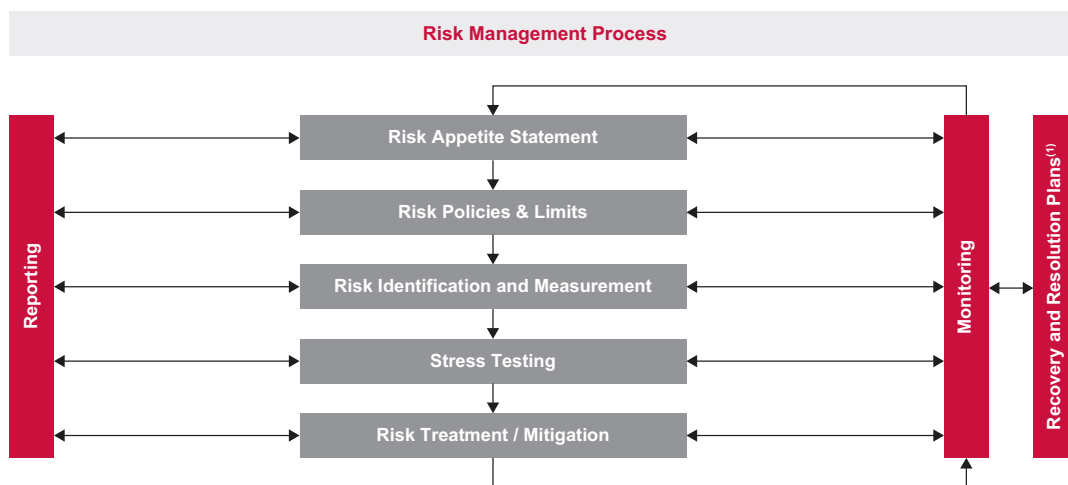 Risk Management Process
Reporting
Risk Appetite Statement
Risk Policies & Limits
Risk Identification and Measurement
Stress Testing
Risk Treatment / Mitigation
Monitoring
Recovery and Resolution Plans(1)